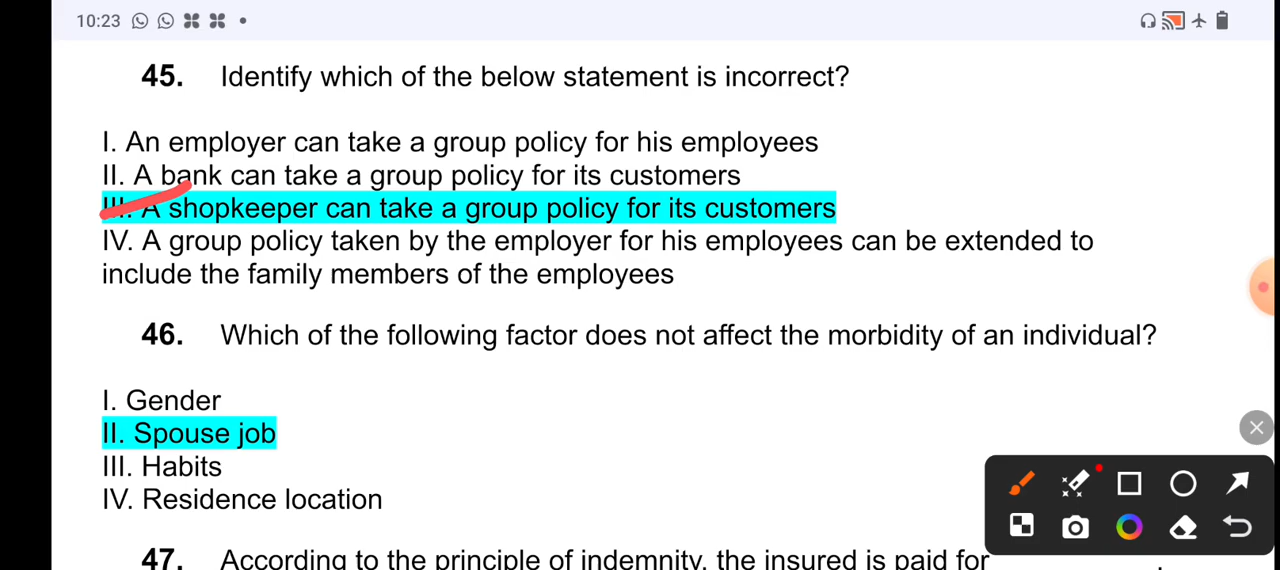 10:23
45. Identify which of the below statement is incorrect?
I. An employer can take a group policy for his employees
II. A bank can take a group policy for its customers
III. A shopkeeper can take a group policy for its customers
IV. A group policy taken by the employer for his employees can be extended to
include the family members of the employees
46. Which of the following factor does not affect the morbidity of an individual?
I. Gender
II. Spouse job
III. Habits
IV. Residence location
47. According to the principle of indemnity, the insured is paid for